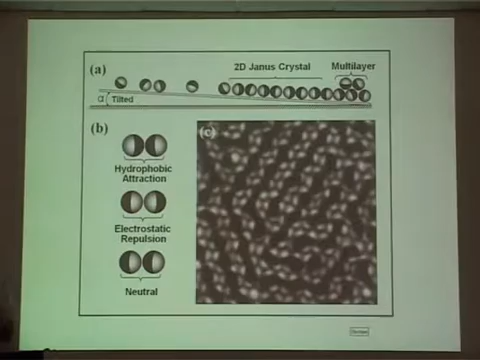 (a)
2D Janus Crystal
Multilayer
α
Tilted
(b)
(c)
Hydrophobic
Attraction
Electrostatic
Repulsion
Neutral